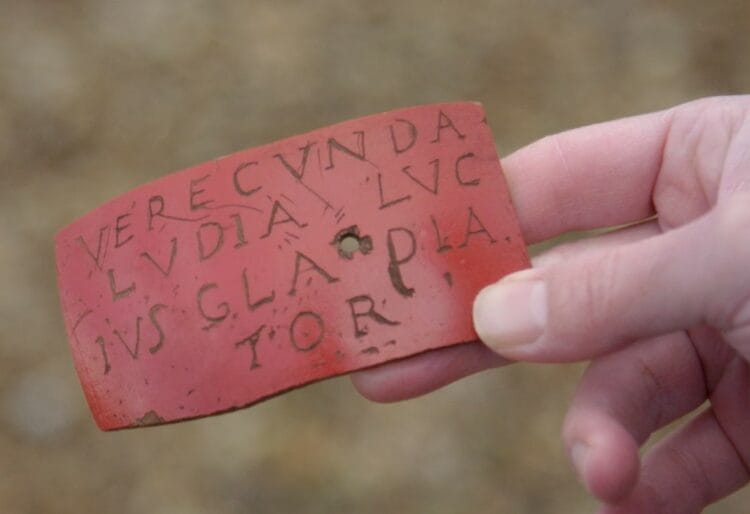 VERECVNDA
LVDIA LVC
IVS GLADIA
TOR